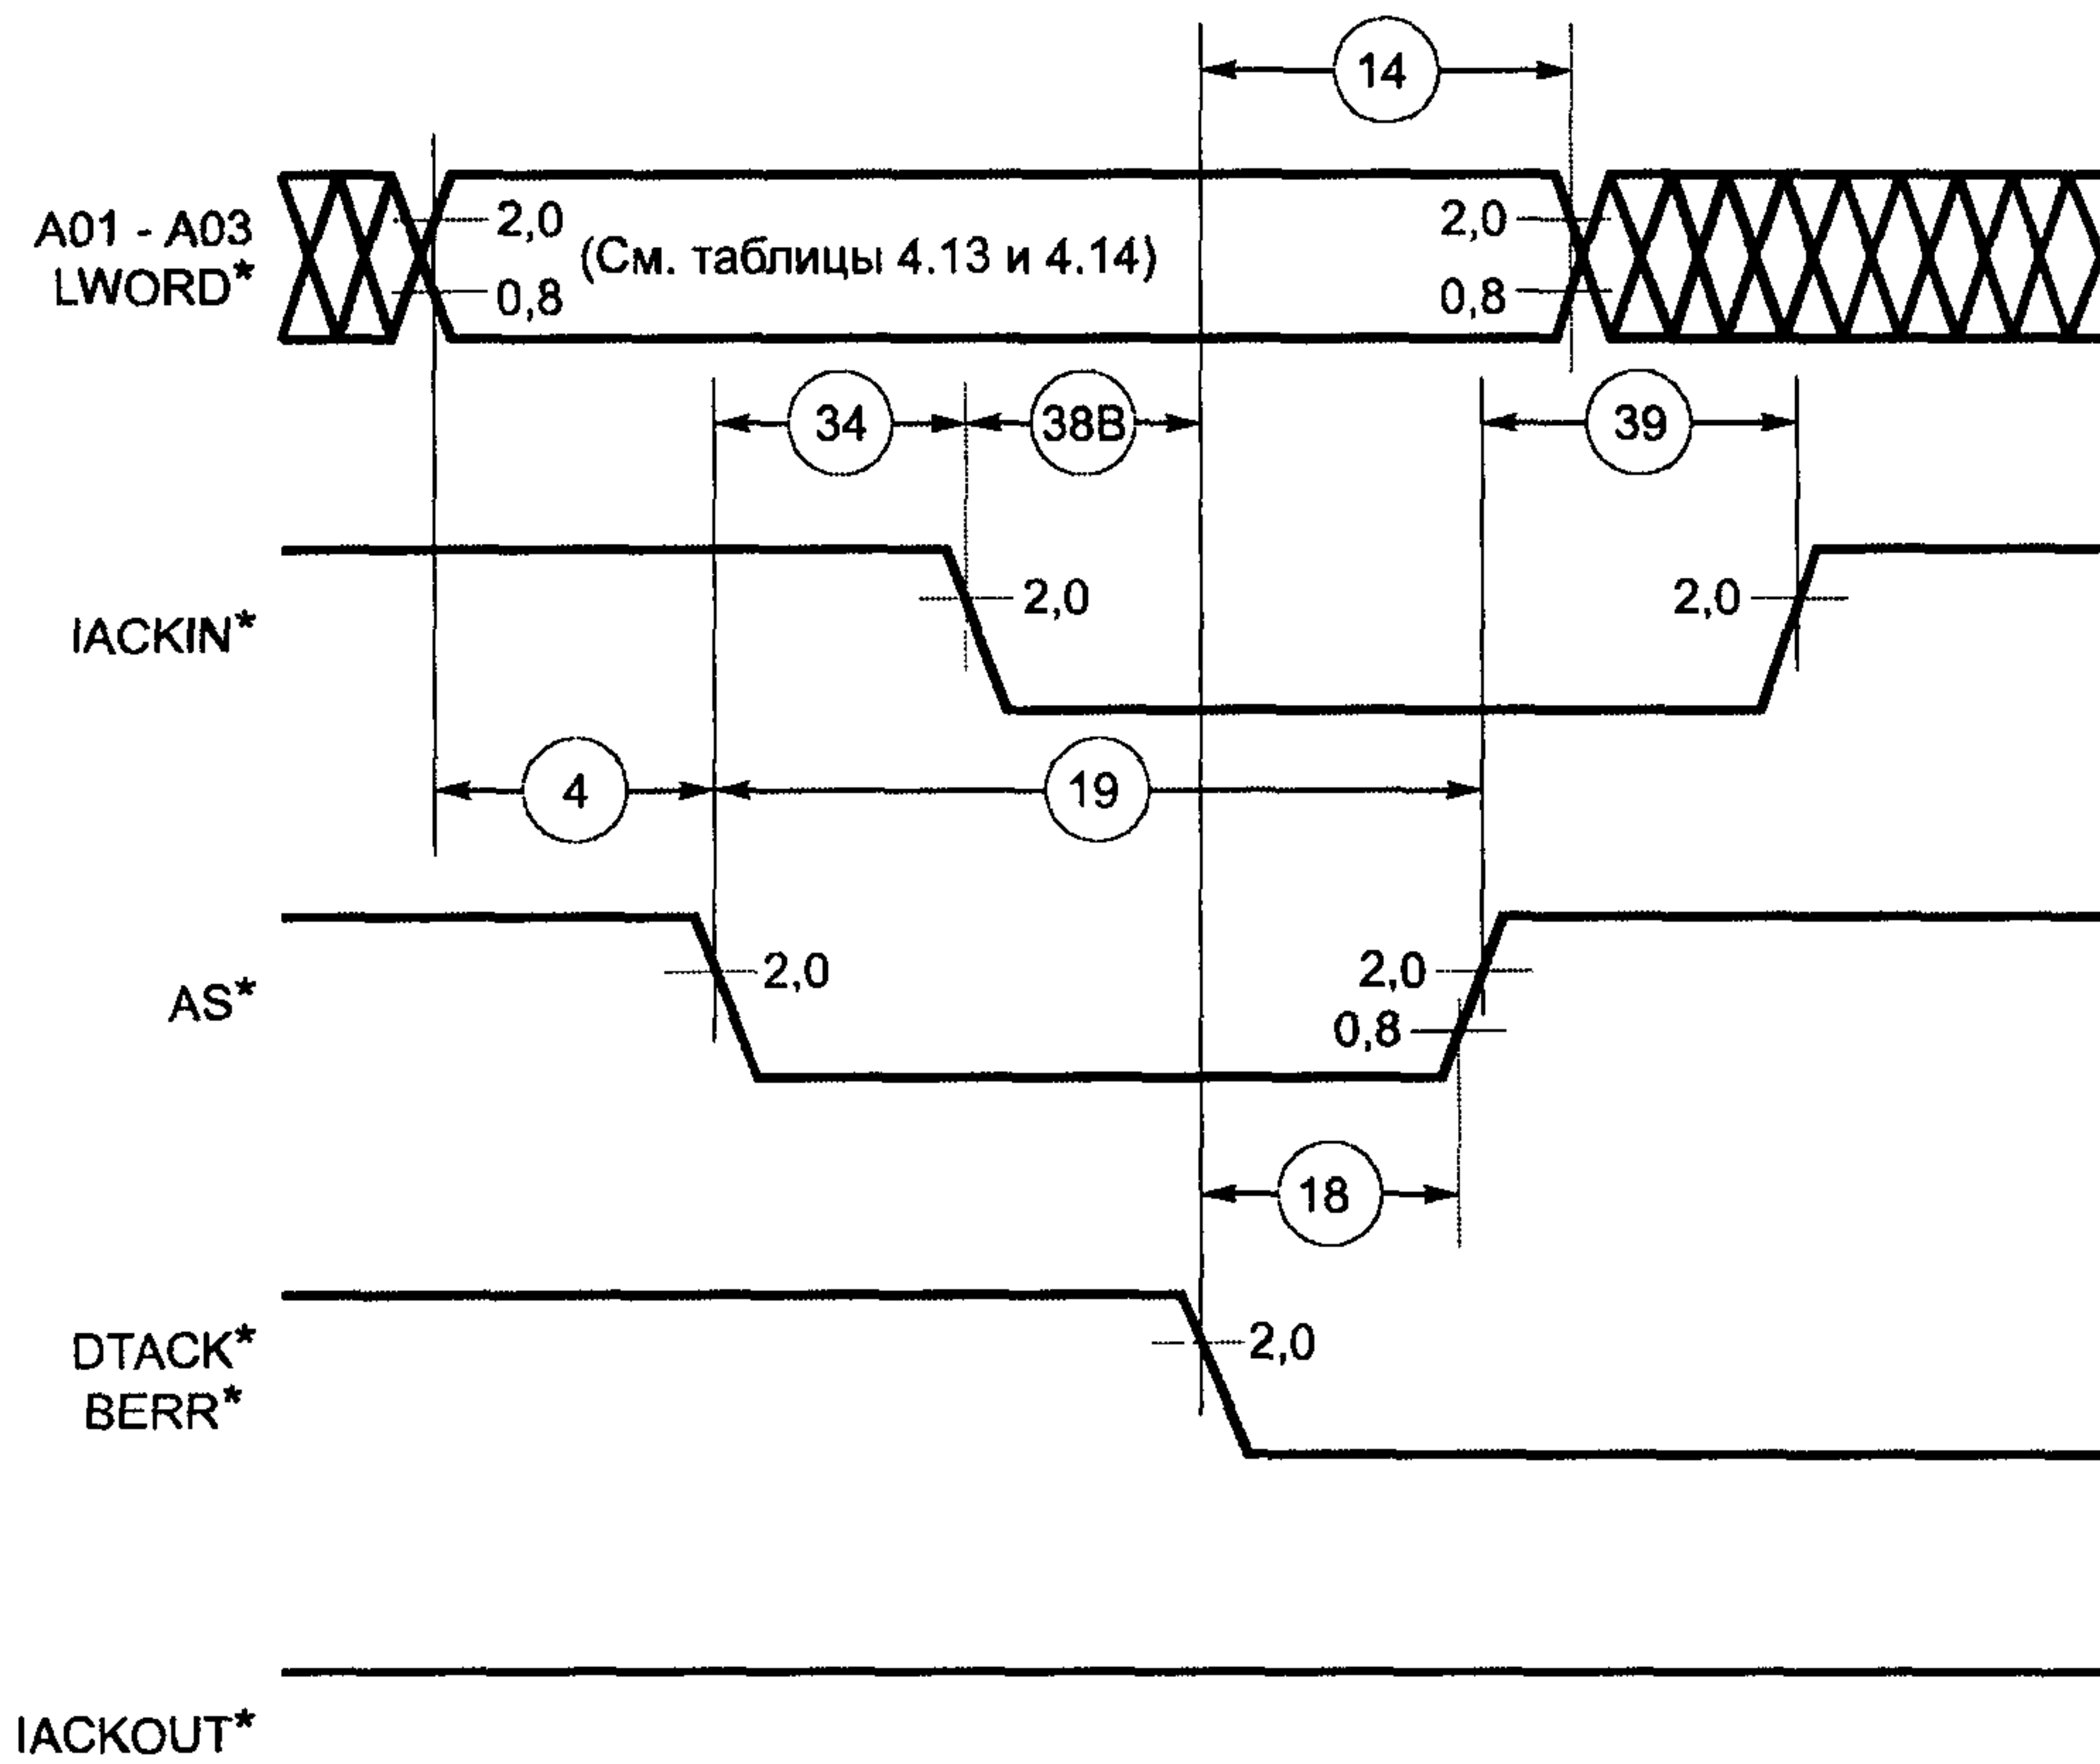 14
A01 - A03
LWORD*
2,0
0,8
(См. таблицы 4.13 и 4.14)
2,0
0,8
34
38B
39
IACKIN*
2,0
2,0
4
19
AS*
2,0
2,0
0,8
18
DTACK*
BERR*
2,0
IACKOUT*